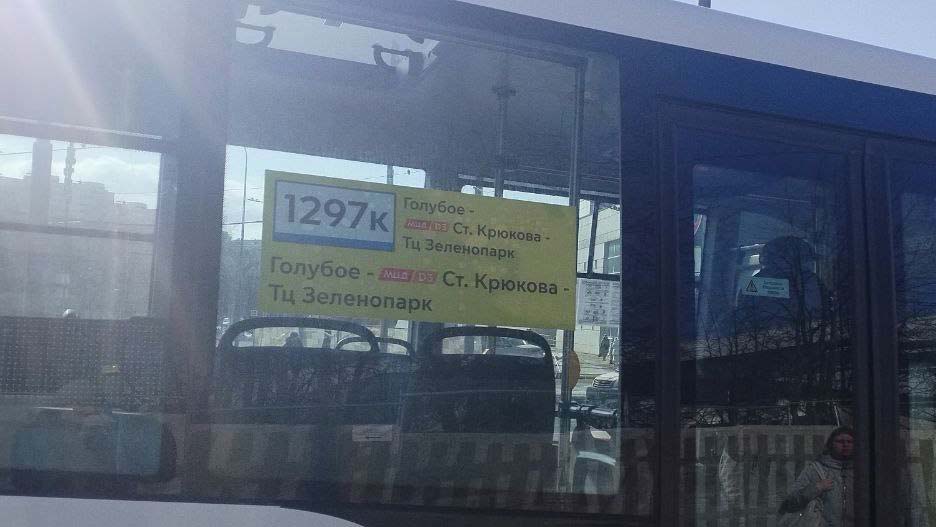 1297к
Голубое -
МЦД / D3 Ст. Крюкова -
Тц Зеленопарк
Голубое - МЦД / D3 Ст. Крюкова -
Тц Зеленопарк